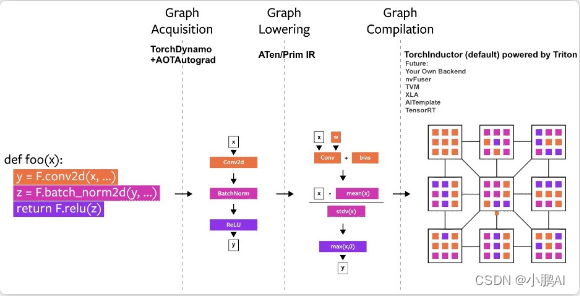 Graph
Acquisition
TorchDynamo
+AOTAutograd
Graph
Lowering
ATen/Prim IR
Graph
Compilation
TorchInductor (default) powered by Triton
Future:
Your Own Backend
nvFuser
TVM
XLA
AITemplate
TensorRT
def foo(x):
y = F.conv2d(x, ...)
z = F.batch_norm2d(y, ...)
return F.relu(z)
x
Conv2d
BatchNorm
ReLU
y
x
w
Conv + bias
x - mean(x)
stdv(x)
max(x,0)
y
CSDN @小鹏AI